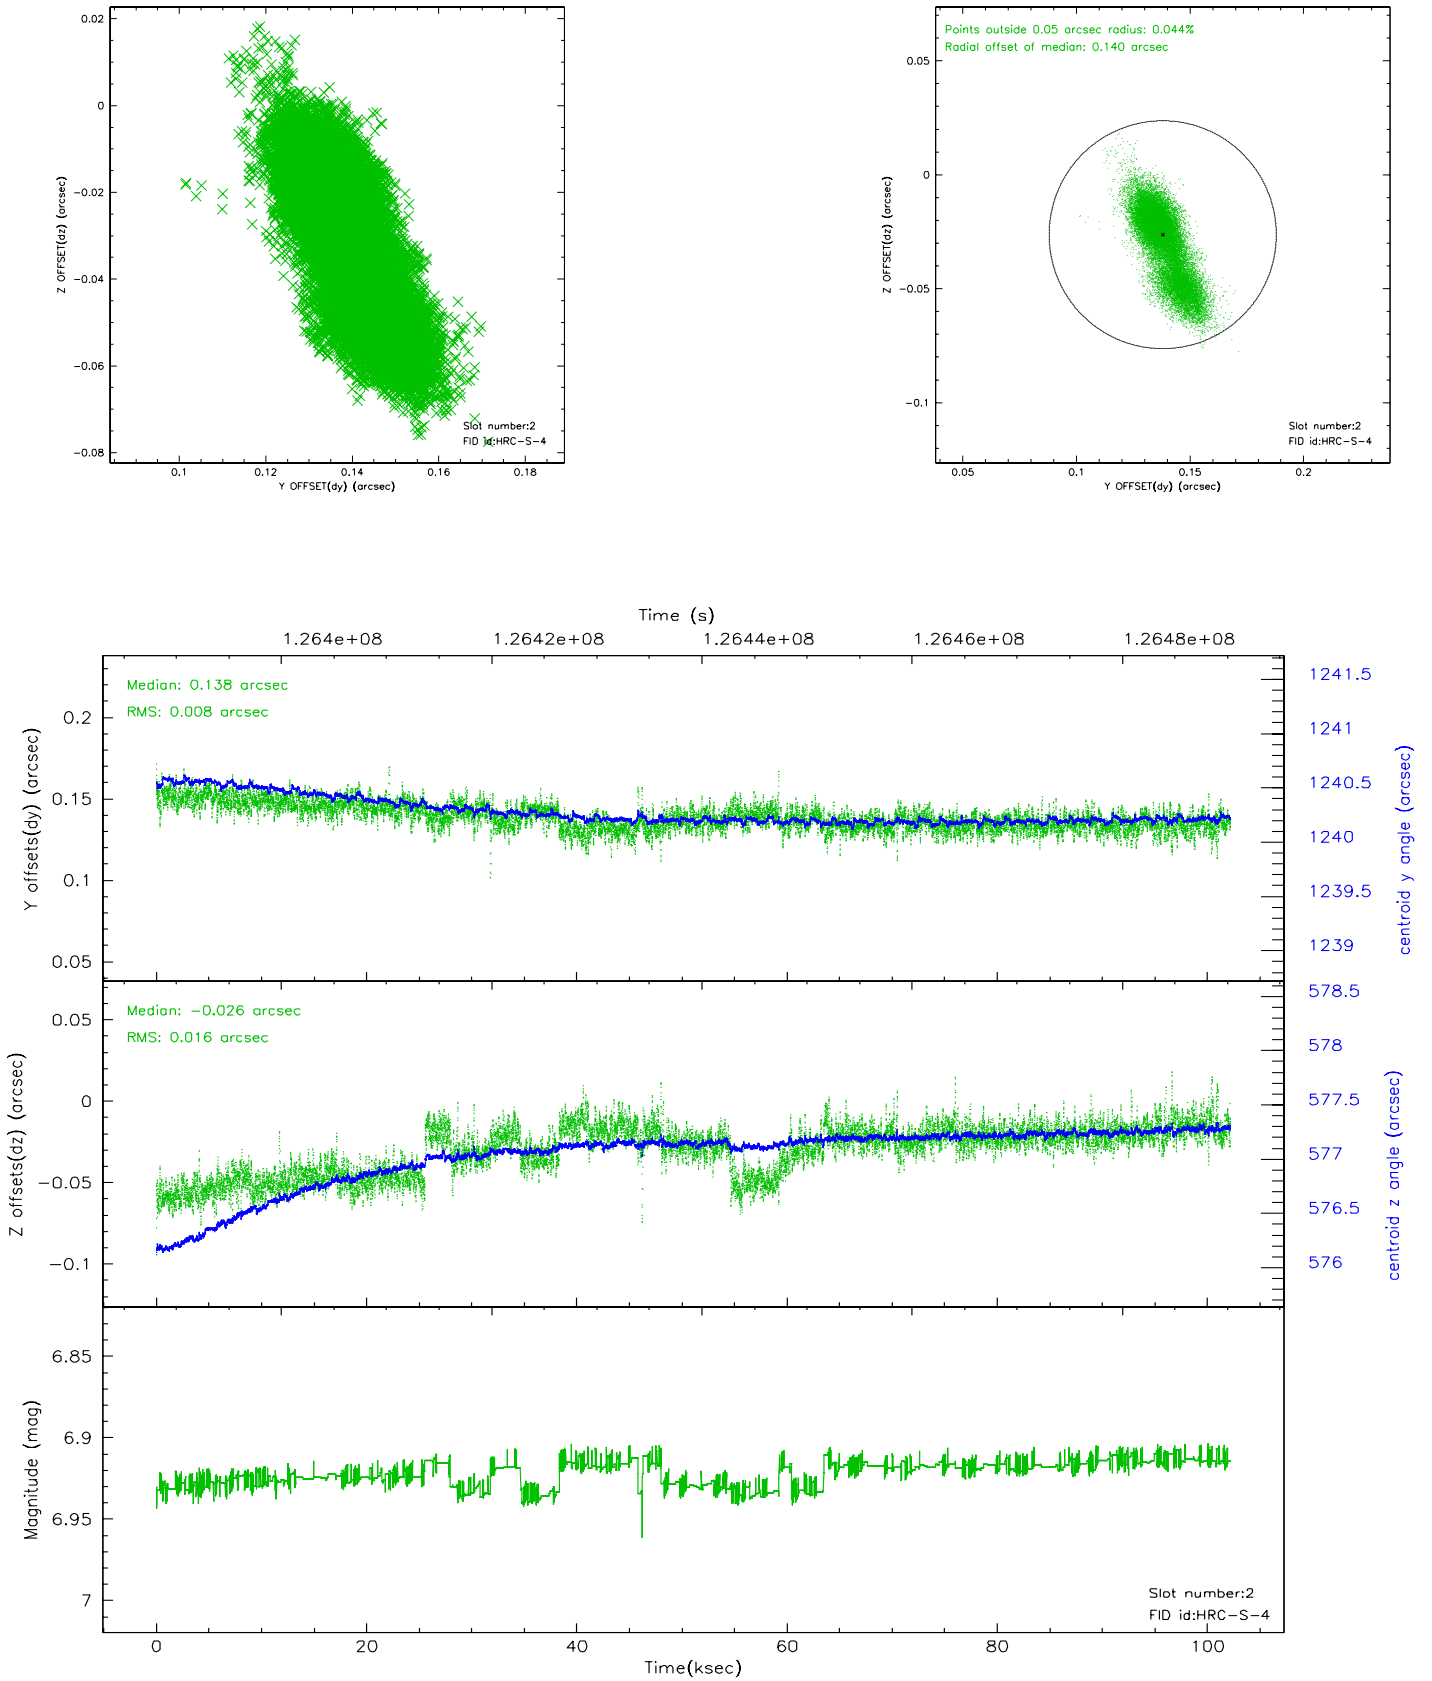 0.02
0
−0.02
−0.04
−0.06
−0.08
Z OFFSET(dz) (arcsec)
0.1
0.12
0.14
0.16
0.18
Y OFFSET(dy) (arcsec)
Slot number:2
FID id:HRC−S−4
Points outside 0.05 arcsec radius: 0.044%
Radial offset of median: 0.140 arcsec
0.05
0
−0.05
−0.1
Z OFFSET(dz) (arcsec)
0.05
0.1
0.15
0.2
Y OFFSET(dy) (arcsec)
Slot number:2
FID id:HRC−S−4
Time (s)
1.264e+08
1.2642e+08
1.2644e+08
1.2646e+08
1.2648e+08
Median: 0.138 arcsec
RMS: 0.008 arcsec
0.2
0.15
0.1
0.05
Y offsets(dy) (arcsec)
1241.5
1241
1240.5
1240
1239.5
1239
centroid y angle (arcsec)
Median: −0.026 arcsec
RMS: 0.016 arcsec
0.05
0
−0.05
−0.1
Z offsets(dz) (arcsec)
578.5
578
577.5
577
576.5
576
centroid z angle (arcsec)
6.85
6.9
6.95
7
Magnitude (mag)
Slot number:2
FID id:HRC−S−4
0
20
40
60
80
100
Time(ksec)